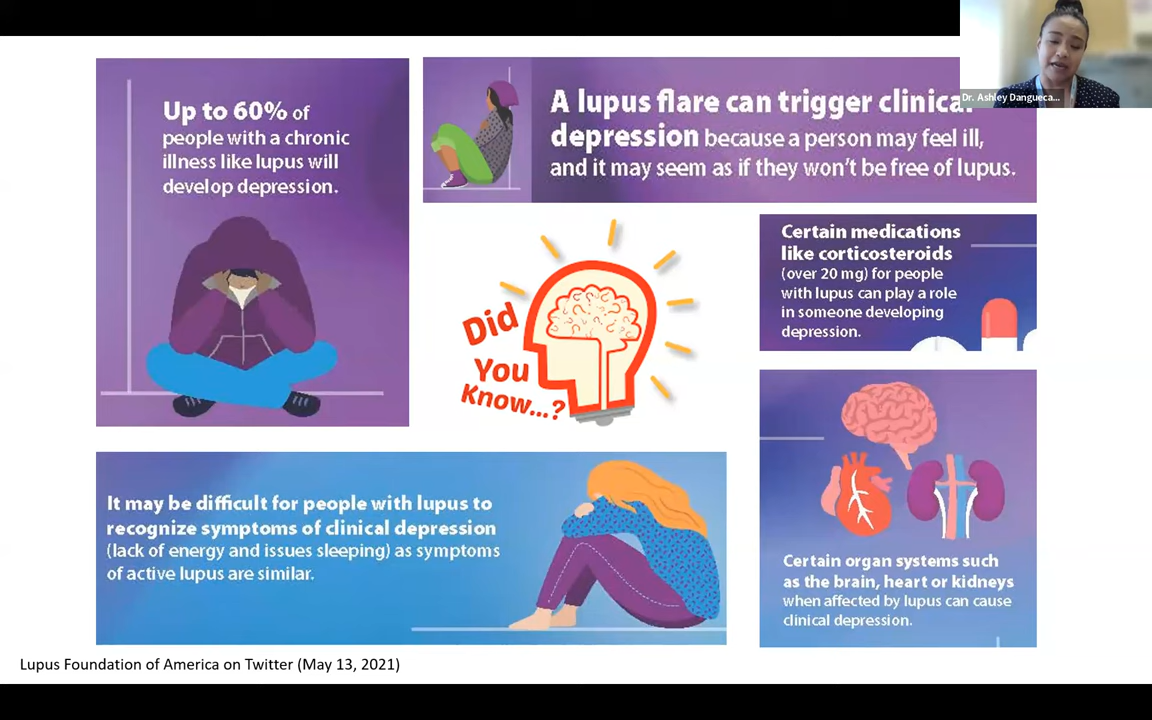 Up to 60% of
people with a chronic
illness like lupus will
develop depression.
A lupus flare can trigger clinical
depression because a person may feel ill,
and it may seem as if they won't be free of lupus.
Dr. Ashley Dangueca...
Certain medications
like corticosteroids
(over 20 mg) for people
with lupus can play a role
in someone developing
depression.
Did
You
Know...?
It may be difficult for people with lupus to
recognize symptoms of clinical depression
(lack of energy and issues sleeping) as symptoms
of active lupus are similar.
Certain organ systems such
as the brain, heart or kidneys
when affected by lupus can cause
clinical depression.
Lupus Foundation of America on Twitter (May 13, 2021)